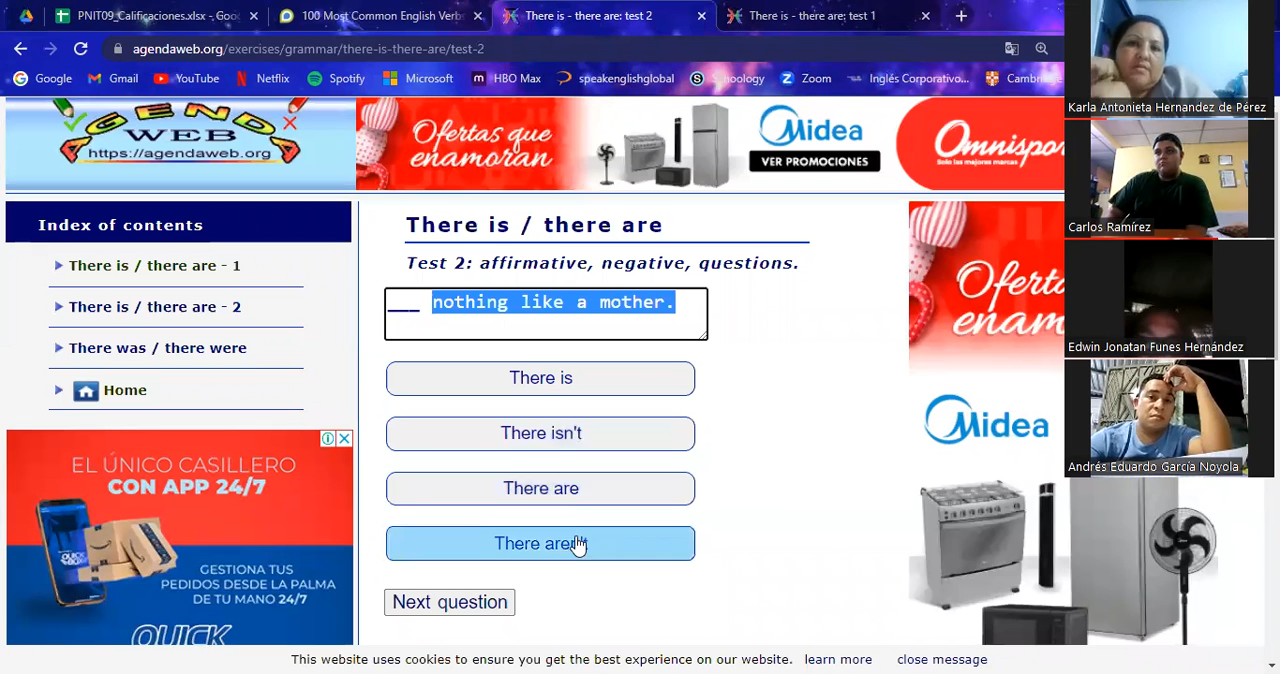 PNIT09_Calificaciones.xlsx - Goo
100 Most Common English Verbs
There is - there are: test 2
There is - there are: test 1
agendaweb.org/exercises/grammar/there-is-there-are/test-2
Google
Gmail
YouTube
Netflix
Spotify
Microsoft
HBO Max
speakenglishglobal
Schoology
Zoom
Inglés Corporativo...
Cambri
AGENDA
WEB
https://agendaweb.org
Ofertas que
enamoran
Midea
VER PROMOCIONES
Omnispor
Solo las mejores marcas
Index of contents
There is / there are - 1
There is / there are - 2
There was / there were
Home
There is / there are
Test 2: affirmative, negative, questions.
___ nothing like a mother.
There is
There isn't
There are
There aren't
Next question
EL ÚNICO CASILLERO
CON APP 24/7
GESTIONA TUS
PEDIDOS DESDE LA PALMA
DE TU MANO 24/7
QUICK
Oferta
enam
Midea
Karla Antonieta Hernandez de Pérez
Carlos Ramírez
Edwin Jonatan Funes Hernández
Andrés Eduardo García Noyola
This website uses cookies to ensure you get the best experience on our website. learn more close message